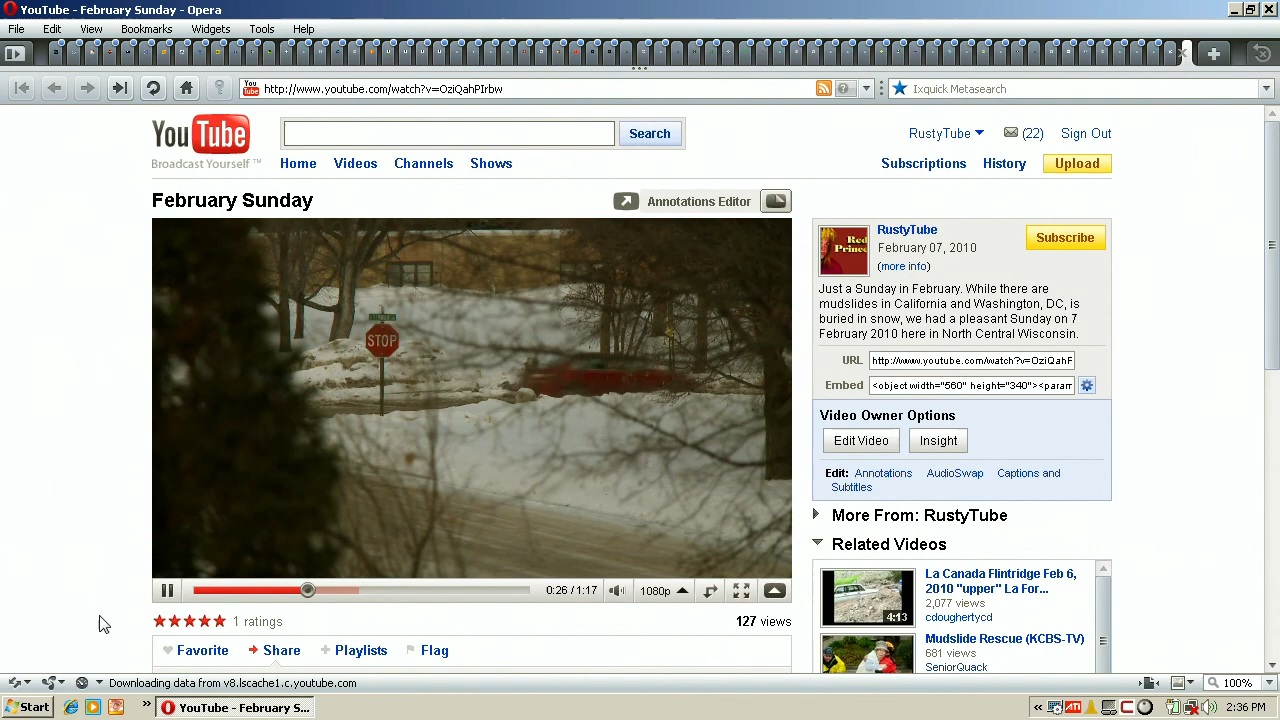 YouTube - February Sunday - Opera
File Edit View Bookmarks Widgets Tools Help
You Tube http://www.youtube.com/watch?v=OziQahPIrbw ? Ixquick Metasearch
YouTube Search RustyTube (22) Sign Out
Broadcast Yourself ™
Home Videos Channels Shows Subscriptions History Upload
February Sunday Annotations Editor
STOP
Red
Prince
RustyTube Subscribe
February 07, 2010
(more info)
Just a Sunday in February. While there are
mudslides in California and Washington, DC, is
buried in snow, we had a pleasant Sunday on 7
February 2010 here in North Central Wisconsin.
URL http://www.youtube.com/watch?v=OziQahP
Embed <object width="560" height="340"><param
Video Owner Options
Edit Video Insight
Edit: Annotations AudioSwap Captions and
Subtitles
More From: RustyTube
Related Videos
La Canada Flintridge Feb 6,
2010 "upper" La For...
2,077 views
cdoughertycd
4:13
Mudslide Rescue (KCBS-TV)
681 views
SeniorQuack
0:26 / 1:17 1080p
1 ratings 127 views
Favorite Share Playlists Flag
Downloading data from v8.lscache1.c.youtube.com 100%
Start YouTube - February S... ATI 2:36 PM